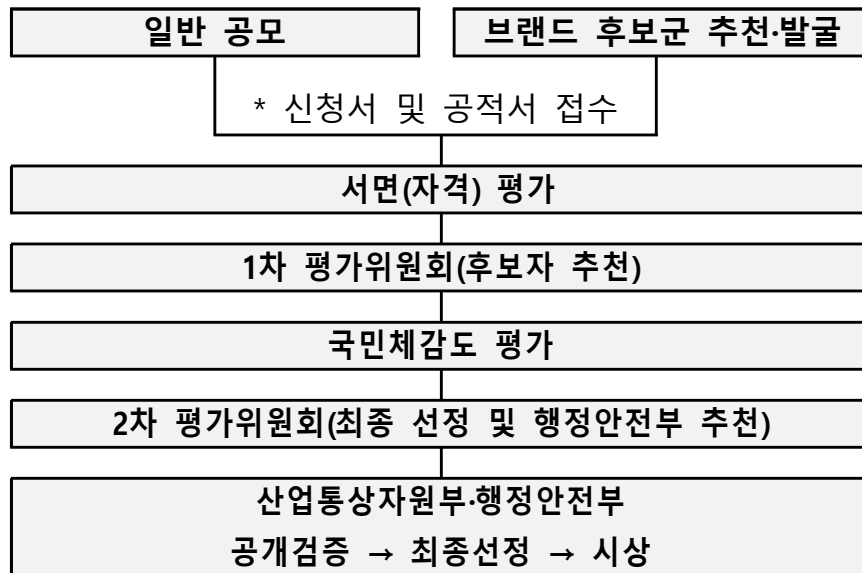 일반 공모
브랜드 후보군 추천·발굴
* 신청서 및 공적서 접수
서면(자격) 평가
1차 평가위원회(후보자 추천)
국민체감도 평가
2차 평가위원회(최종 선정 및 행정안전부 추천)
산업통상자원부·행정안전부
공개검증 → 최종선정 → 시상